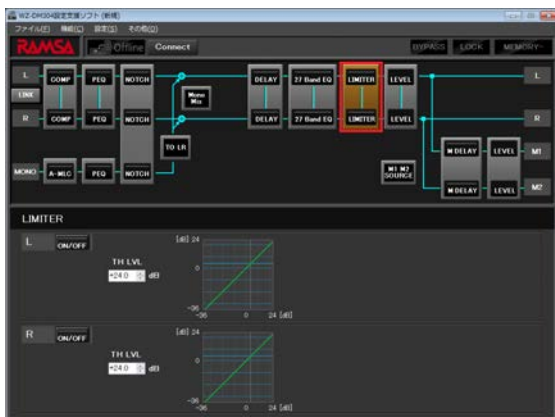 WZ-DM304設定支援ソフト (新規)
ファイル(F) 機能(C) 設定(S) その他(O)
RAMSA Offline Connect BYPASS LOCK MEMORY-
L COMP PEQ NOTCH DELAY 27 Band EQ LIMITER LEVEL L
LINK Mono Mix
R COMP PEQ NOTCH DELAY 27 Band EQ LIMITER LEVEL R
TO LR M DELAY LEVEL M1
MONO A-MLC PEQ NOTCH M1 M2 SOURCE
M DELAY LEVEL M2
LIMITER
L ON/OFF [dB] 24
TH LVL
+24.0 dB 0
-36
-36 0 24 [dB]
R ON/OFF [dB] 24
TH LVL
+24.0 dB 0
-36
-36 0 24 [dB]